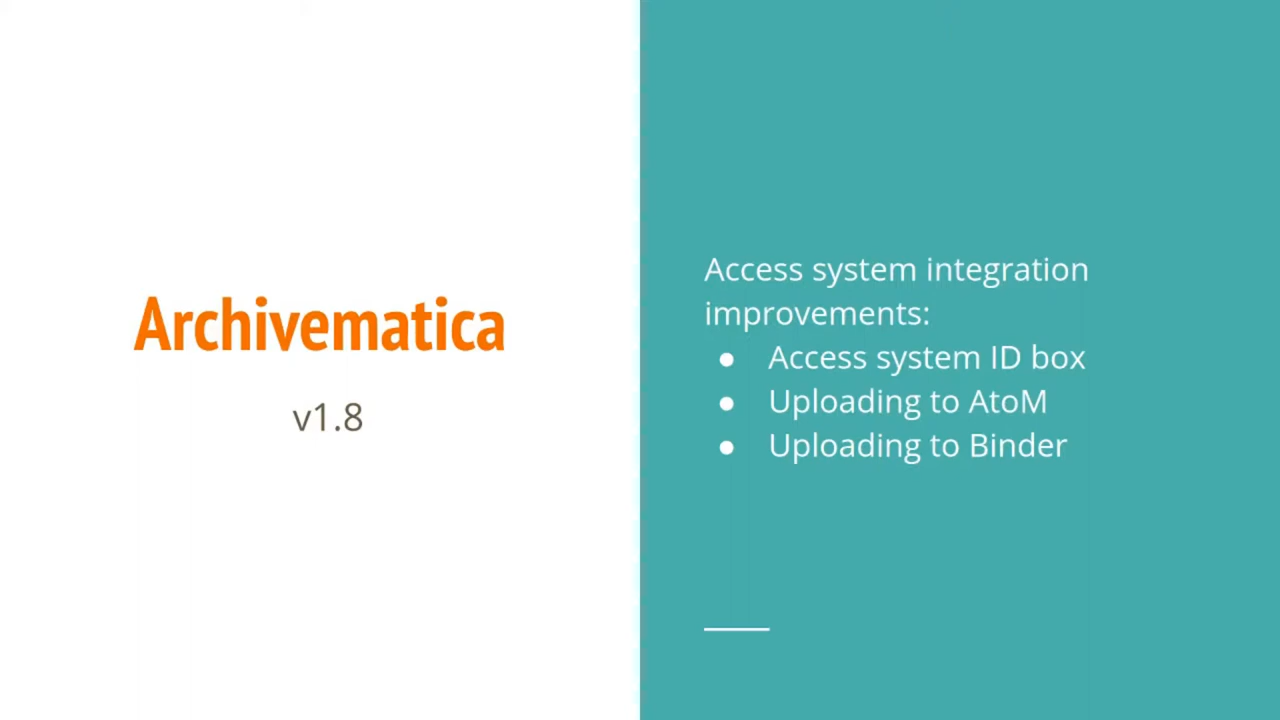 Archivematica
v1.8
Access system integration
improvements:
● Access system ID box
● Uploading to AtoM
● Uploading to Binder